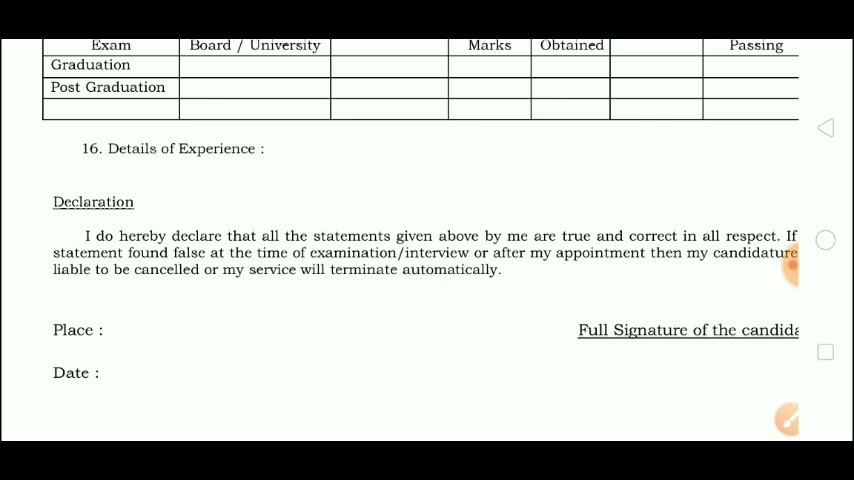 Exam Board / University Marks Obtained Passing
Graduation
Post Graduation
16. Details of Experience :
Declaration
I do hereby declare that all the statements given above by me are true and correct in all respect. If
statement found false at the time of examination/interview or after my appointment then my candidature
liable to be cancelled or my service will terminate automatically.
Place : Full Signature of the candida
Date :